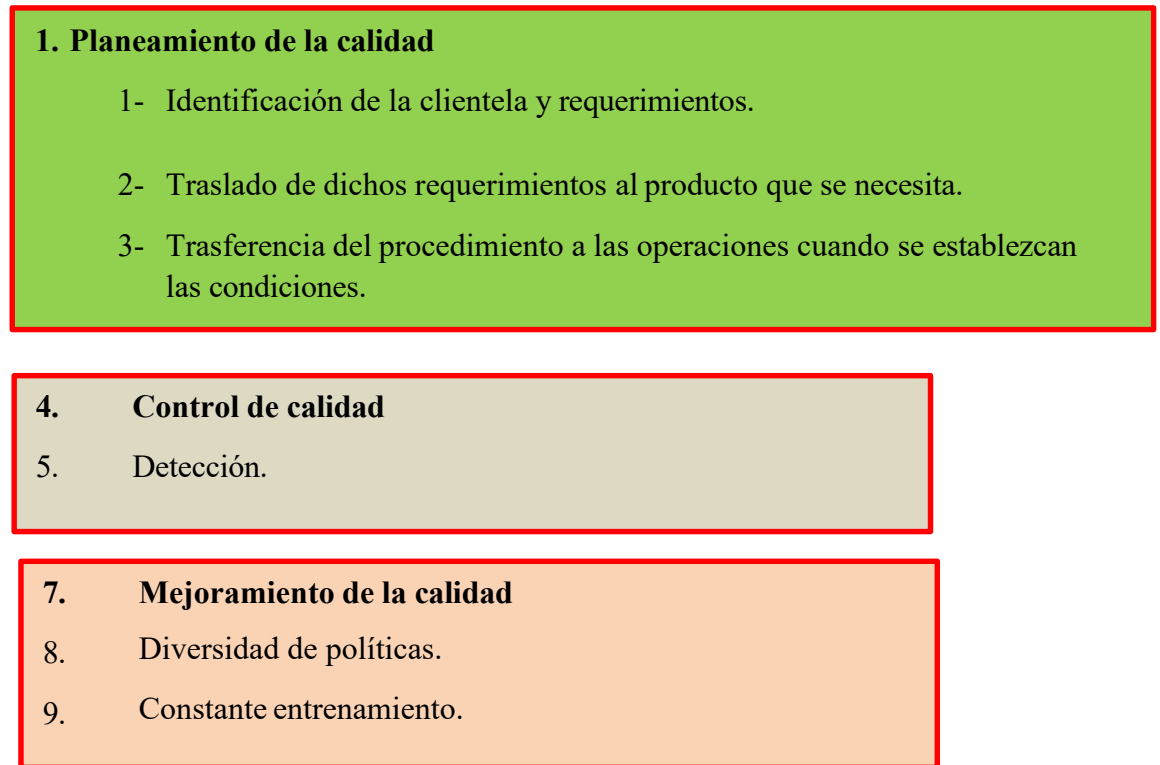 1. Planeamiento de la calidad
1- Identificación de la clientela y requerimientos.
2- Traslado de dichos requerimientos al producto que se necesita.
3- Trasferencia del procedimiento a las operaciones cuando se establezcan
las condiciones.
4. Control de calidad
5. Detección.
7. Mejoramiento de la calidad
8. Diversidad de políticas.
9. Constante entrenamiento.